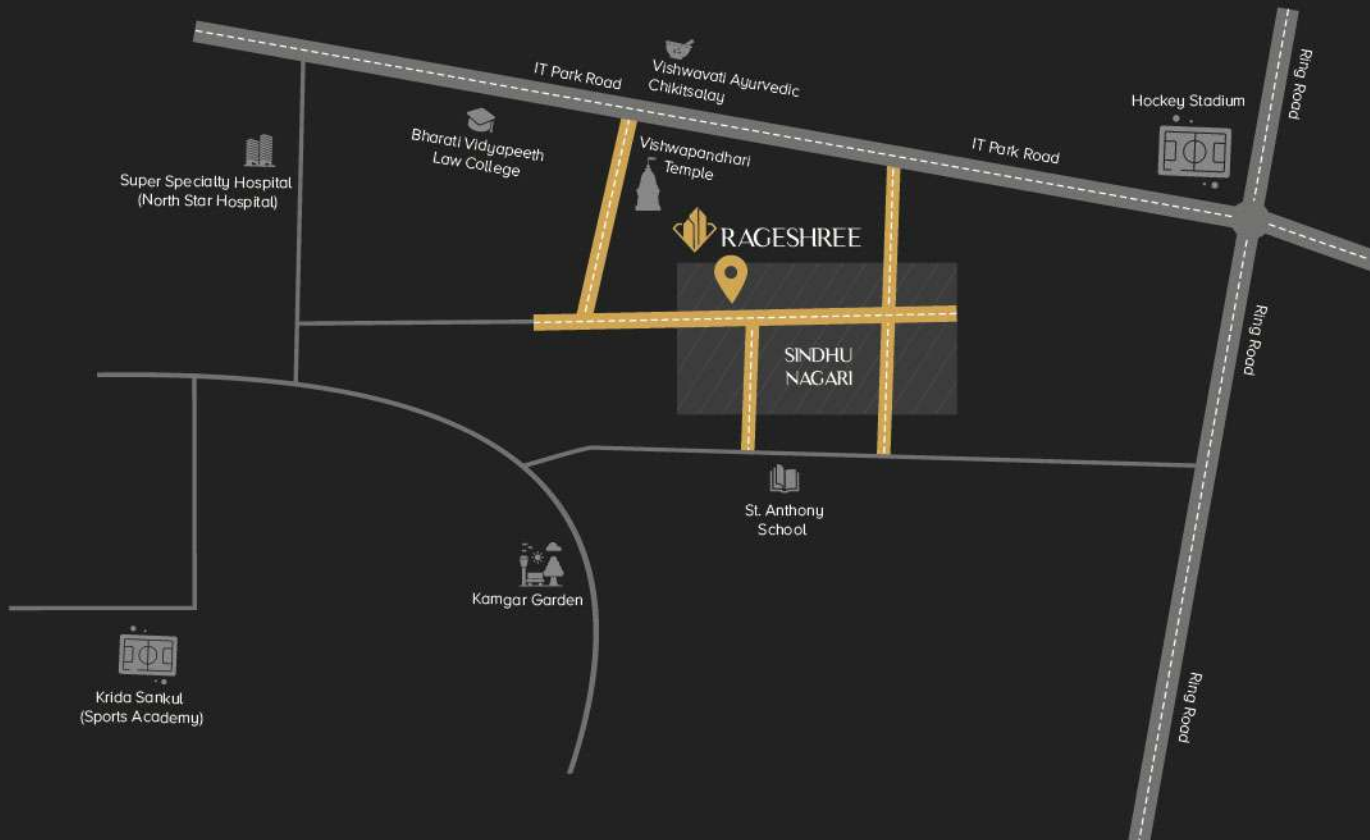 IT Park Road
Vishwavati Ayurvedic
Chikitsalay
Ring Road
Hockey Stadium
Bharati Vidyapeeth
Law College
Vishwapandhari
Temple
IT Park Road
Super Specialty Hospital
(North Star Hospital)
RAGESHREE
Ring Road
SINDHU
NAGARI
St. Anthony
School
Kamgar Garden
Krida Sankul
(Sports Academy)
Ring Road